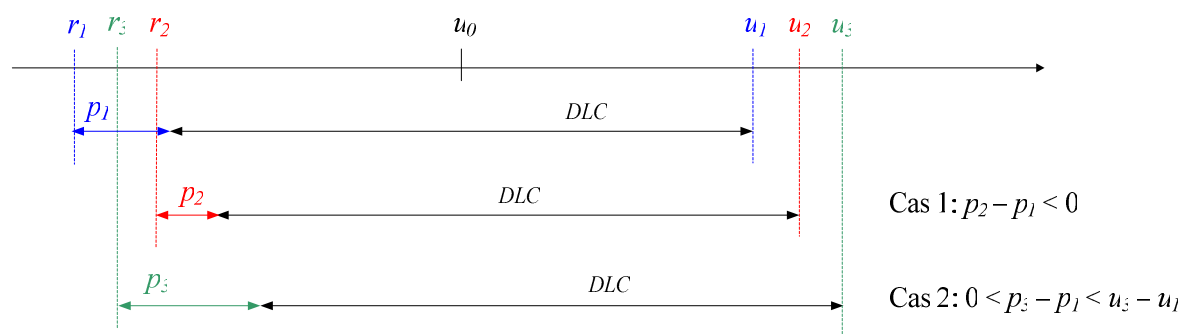 r₁ r₃ r₂ u₀ u₁ u₂ u₃
p₁ DLC
p₂ DLC Cas 1: p₂ – p₁ < 0
p₃ DLC Cas 2: 0 < p₃ – p₁ < u₃ – u₁